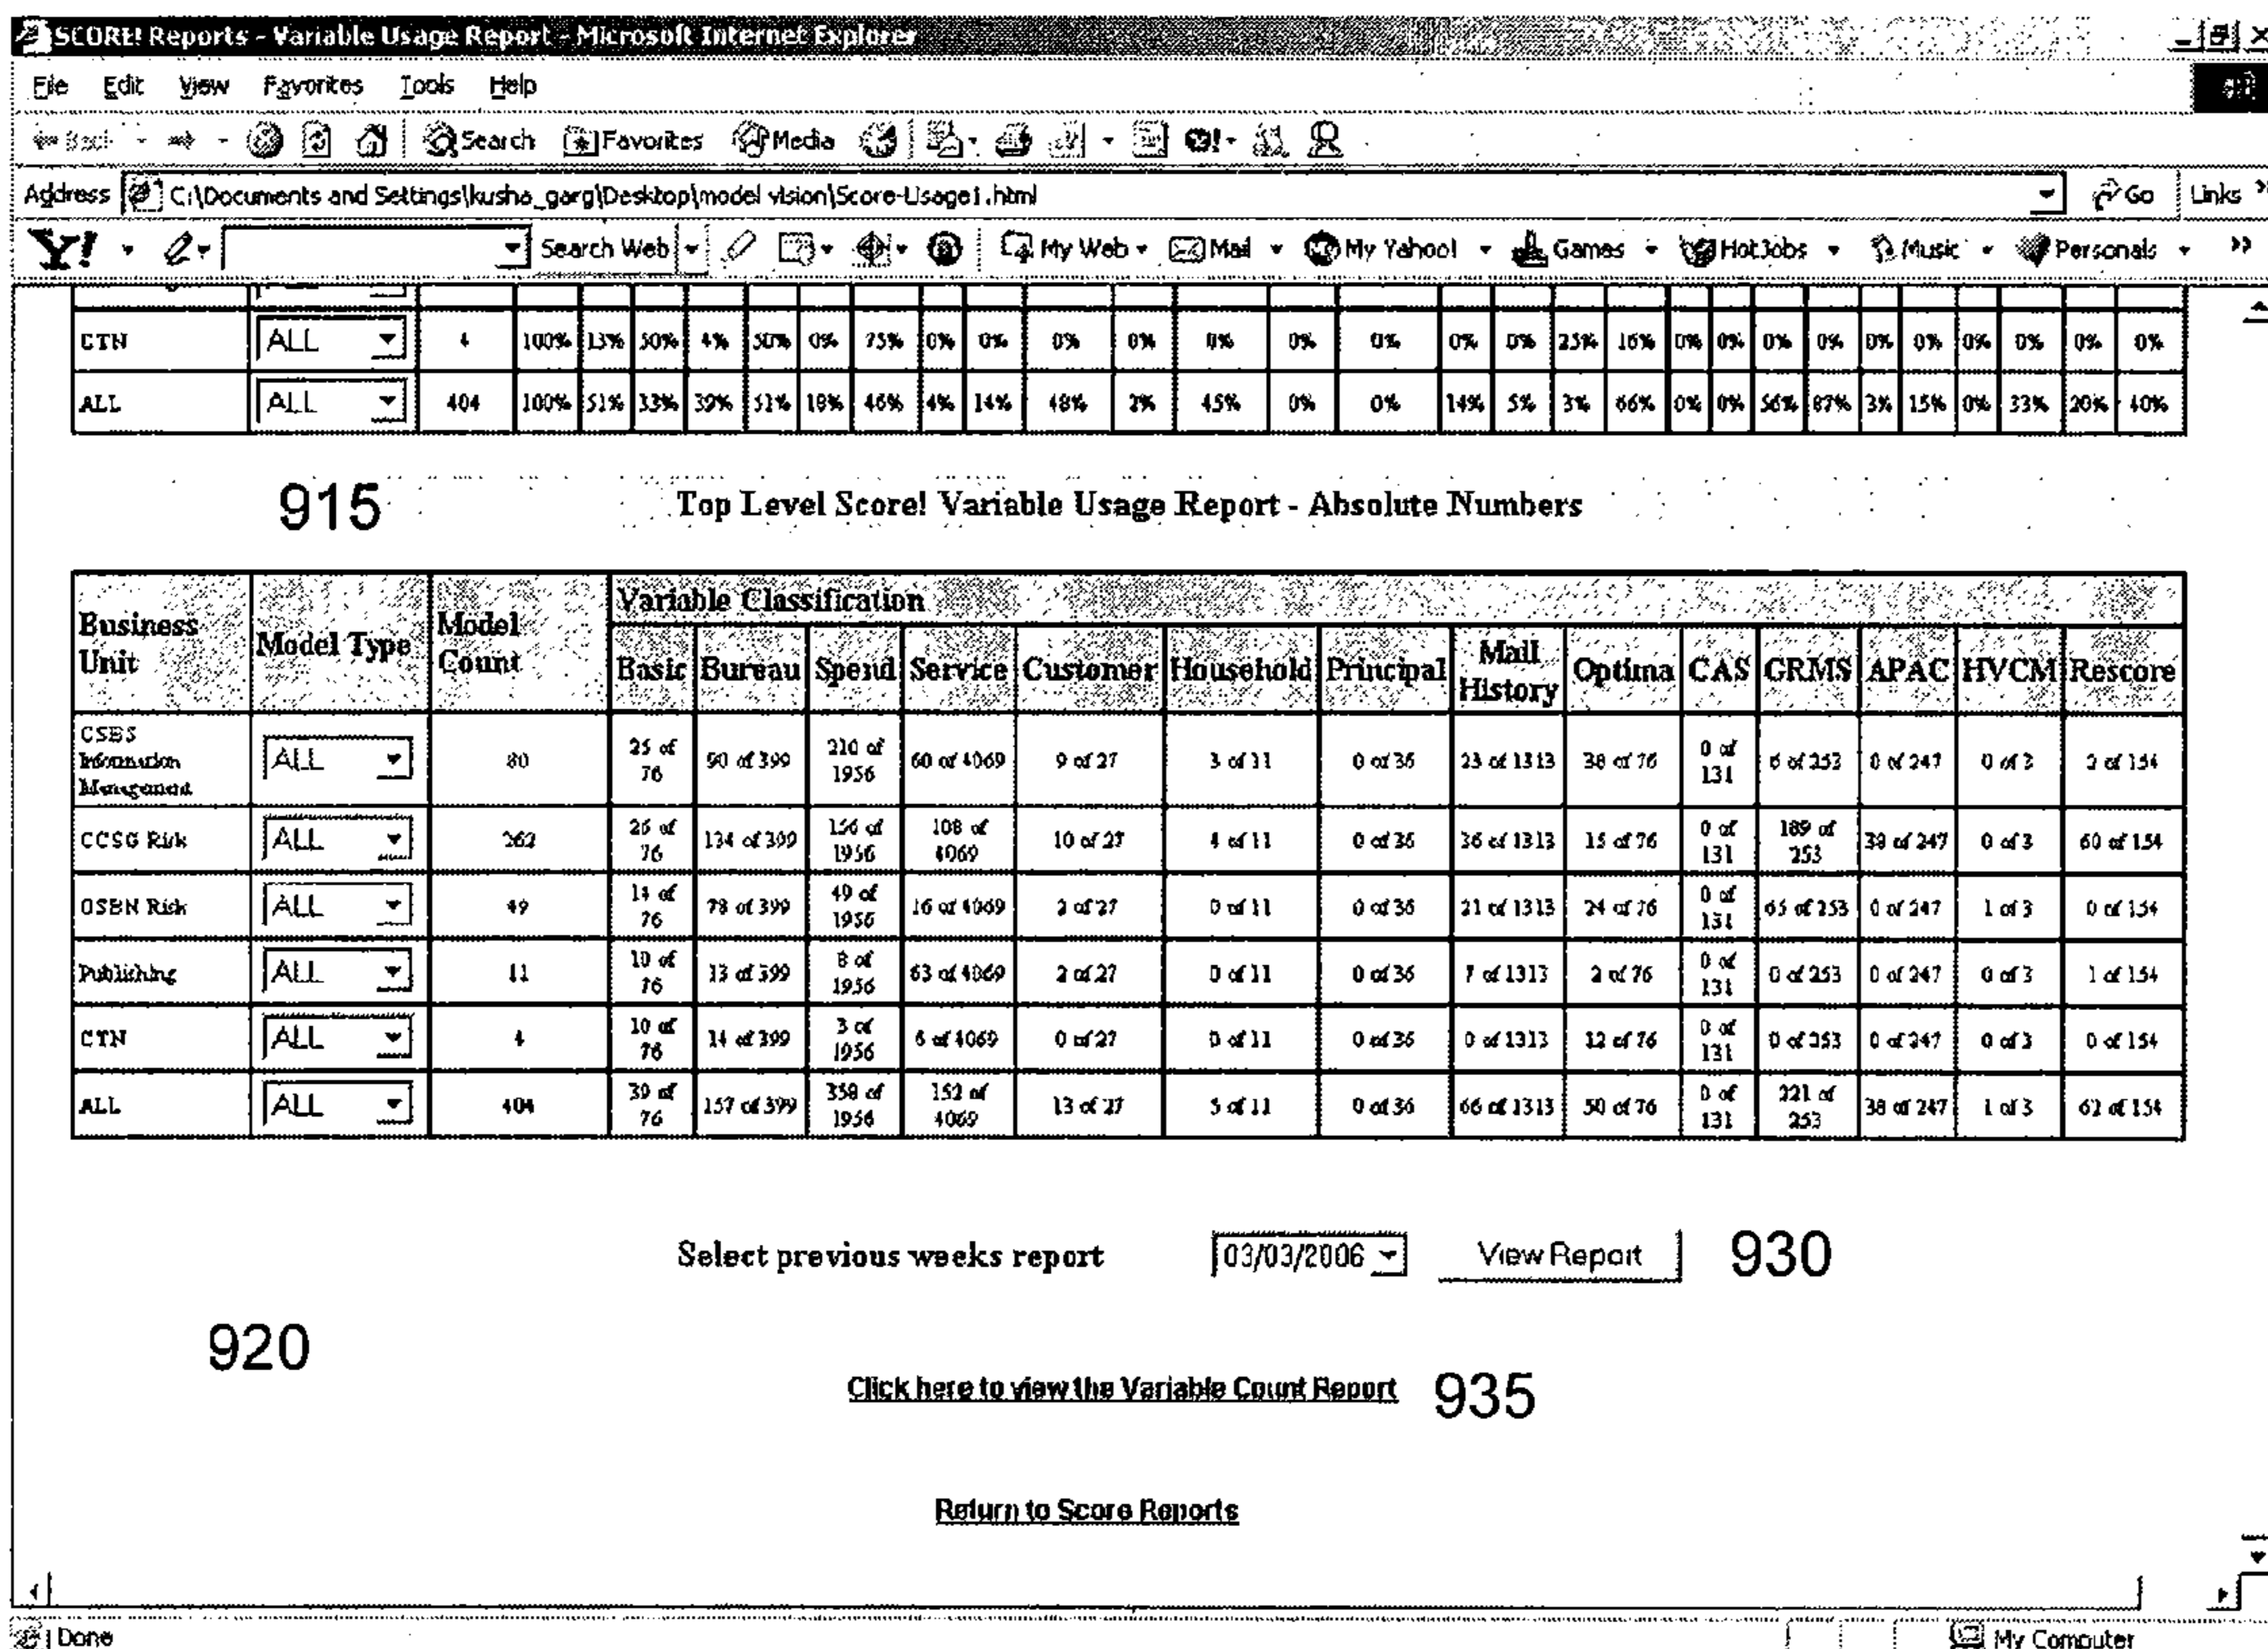 SCORE! Reports - Variable Usage Report - Microsoft Internet Explorer
File Edit View Favorites Tools Help
Back Search Favorites Media
Address C:\Documents and Settings\kusha_garg\Desktop\model vision\Score-Usage1.html Go Links »
Y! Search Web My Web Mail My Yahoo! Games HotJobs Music Personals »
CTN ALL 4 100% 13% 50% 4% 50% 0% 75% 0% 0% 0% 0% 0% 0% 0% 0% 0% 25% 16% 0% 0% 0% 0% 0% 0% 0% 0% 0% 0%
ALL ALL 404 100% 51% 33% 39% 51% 18% 46% 4% 14% 48% 2% 45% 0% 0% 14% 5% 3% 66% 0% 0% 56% 87% 3% 15% 0% 33% 20% 40%
915 Top Level Score! Variable Usage Report - Absolute Numbers
Business Unit Model Type Model Count Variable Classification
Basic Bureau Spend Service Customer Household Principal Mail History Optima CAS GRMS APAC HVCM Rescore
CSBS Information Management ALL 80 25 of 76 90 of 399 210 of 1956 60 of 4069 9 of 27 3 of 11 0 of 36 23 of 1313 38 of 76 0 of 131 6 of 253 0 of 247 0 of 3 2 of 154
CCSG Risk ALL 262 26 of 76 134 of 399 156 of 1956 108 of 4069 10 of 27 4 of 11 0 of 36 36 of 1313 15 of 76 0 of 131 189 of 253 38 of 247 0 of 3 60 of 154
OSBN Risk ALL 49 14 of 76 78 of 399 49 of 1956 16 of 4069 2 of 27 0 of 11 0 of 36 21 of 1313 24 of 76 0 of 131 65 of 253 0 of 247 1 of 3 0 of 154
Publishing ALL 11 10 of 76 13 of 399 8 of 1956 63 of 4069 2 of 27 0 of 11 0 of 36 7 of 1313 2 of 76 0 of 131 0 of 253 0 of 247 0 of 3 1 of 154
CTN ALL 4 10 of 76 14 of 399 3 of 1956 6 of 4069 0 of 27 0 of 11 0 of 36 0 of 1313 12 of 76 0 of 131 0 of 253 0 of 247 0 of 3 0 of 154
ALL ALL 404 39 of 76 157 of 399 358 of 1956 152 of 4069 13 of 27 5 of 11 0 of 36 66 of 1313 50 of 76 0 of 131 221 of 253 38 of 247 1 of 3 62 of 154
Select previous weeks report 03/03/2006 View Report 930
920
Click here to view the Variable Count Report 935
Return to Score Reports
Done My Computer